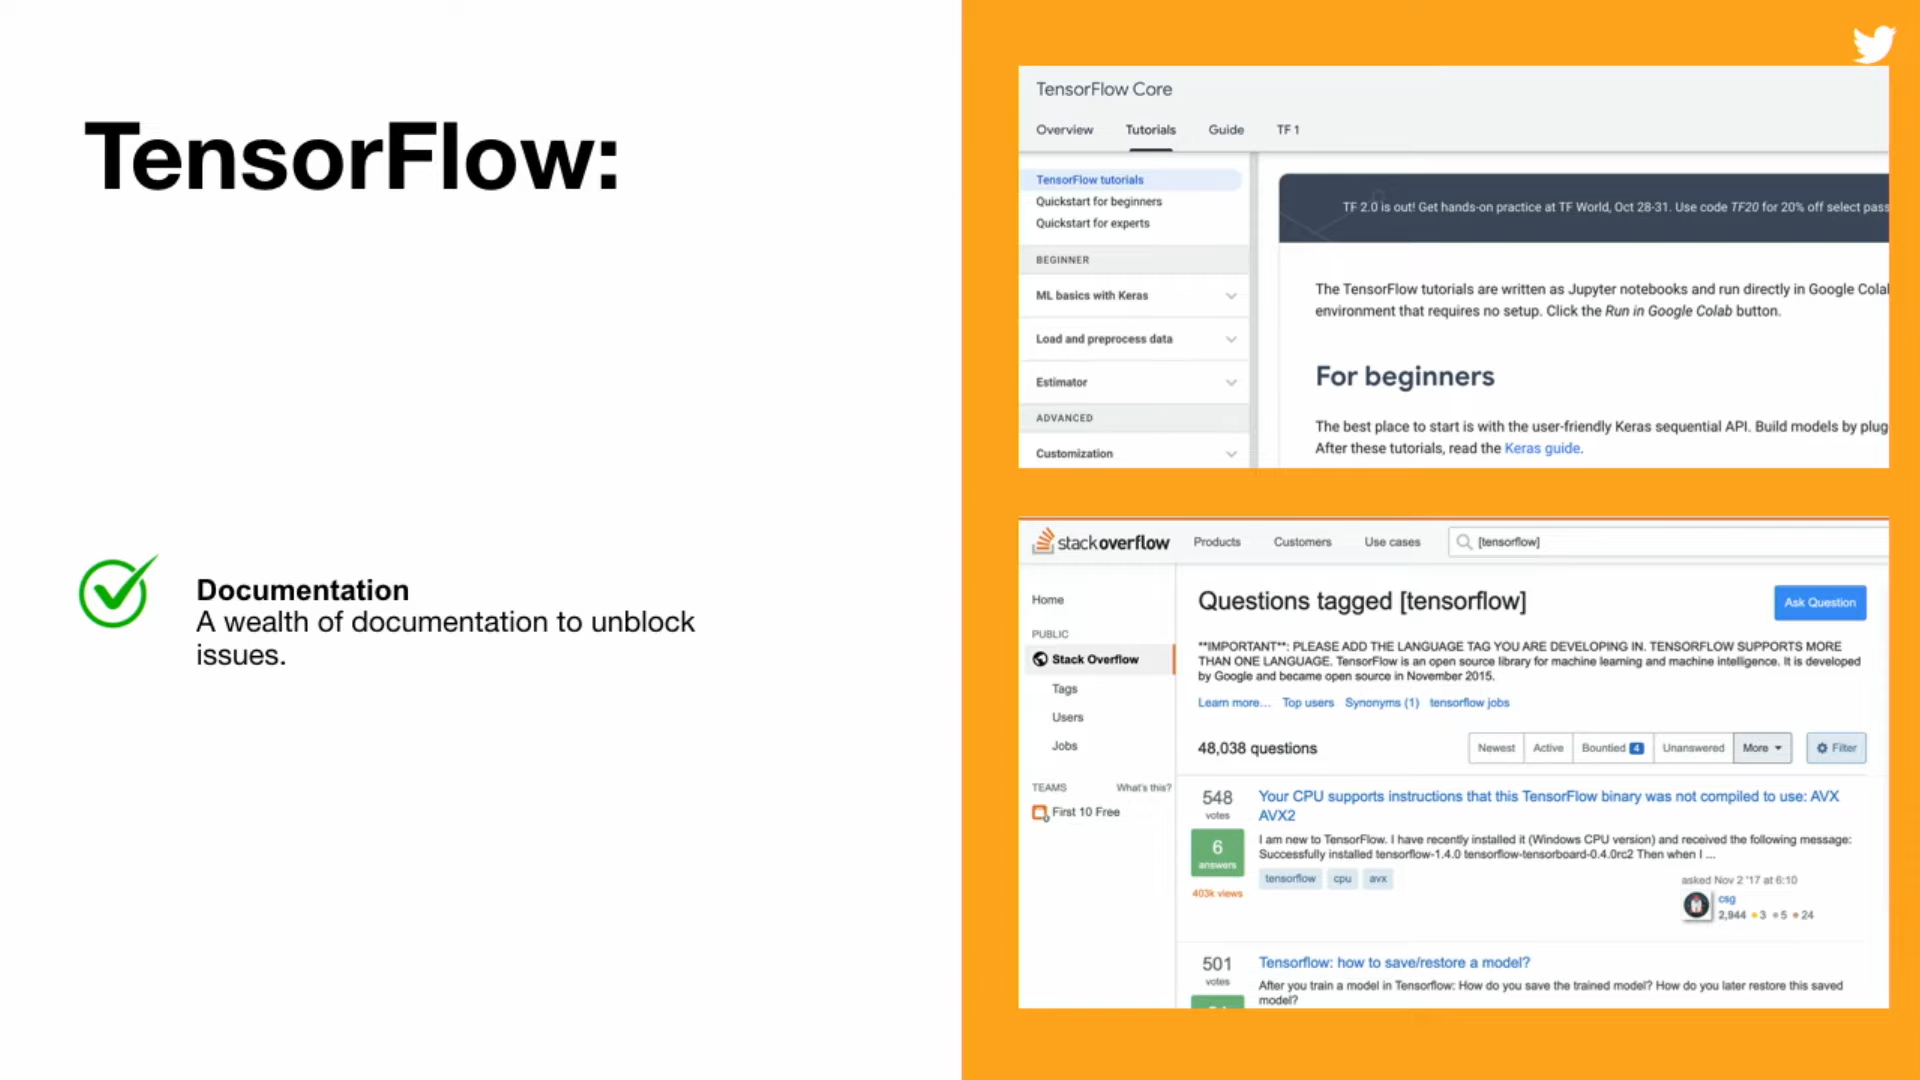 TensorFlow:
Documentation
A wealth of documentation to unblock
issues.
TensorFlow Core
Overview Tutorials Guide TF 1
TensorFlow tutorials
Quickstart for beginners
Quickstart for experts
BEGINNER
ML basics with Keras
Load and preprocess data
Estimator
ADVANCED
Customization
TF 2.0 is out! Get hands-on practice at TF World, Oct 28-31. Use code TF20 for 20% off select pass
The TensorFlow tutorials are written as Jupyter notebooks and run directly in Google Colab
environment that requires no setup. Click the Run in Google Colab button.
For beginners
The best place to start is with the user-friendly Keras sequential API. Build models by plug
After these tutorials, read the Keras guide.
stackoverflow Products Customers Use cases [tensorflow]
Home
PUBLIC
Stack Overflow
Tags
Users
Jobs
TEAMS What's this?
First 10 Free
Questions tagged [tensorflow] Ask Question
**IMPORTANT**: PLEASE ADD THE LANGUAGE TAG YOU ARE DEVELOPING IN. TENSORFLOW SUPPORTS MORE
THAN ONE LANGUAGE. TensorFlow is an open source library for machine learning and machine intelligence. It is developed
by Google and became open source in November 2015.
Learn more... Top users Synonyms (1) tensorflow jobs
48,038 questions Newest Active Bountied 4 Unanswered More Filter
548
votes
6
answers
403k views
Your CPU supports instructions that this TensorFlow binary was not compiled to use: AVX
AVX2
I am new to TensorFlow. I have recently installed it (Windows CPU version) and received the following message:
Successfully installed tensorflow-1.4.0 tensorflow-tensorboard-0.4.0rc2 Then when I ...
tensorflow cpu avx
asked Nov 2 '17 at 6:10
csg
2,944 3 5 24
501
votes
Tensorflow: how to save/restore a model?
After you train a model in Tensorflow: How do you save the trained model? How do you later restore this saved
model?